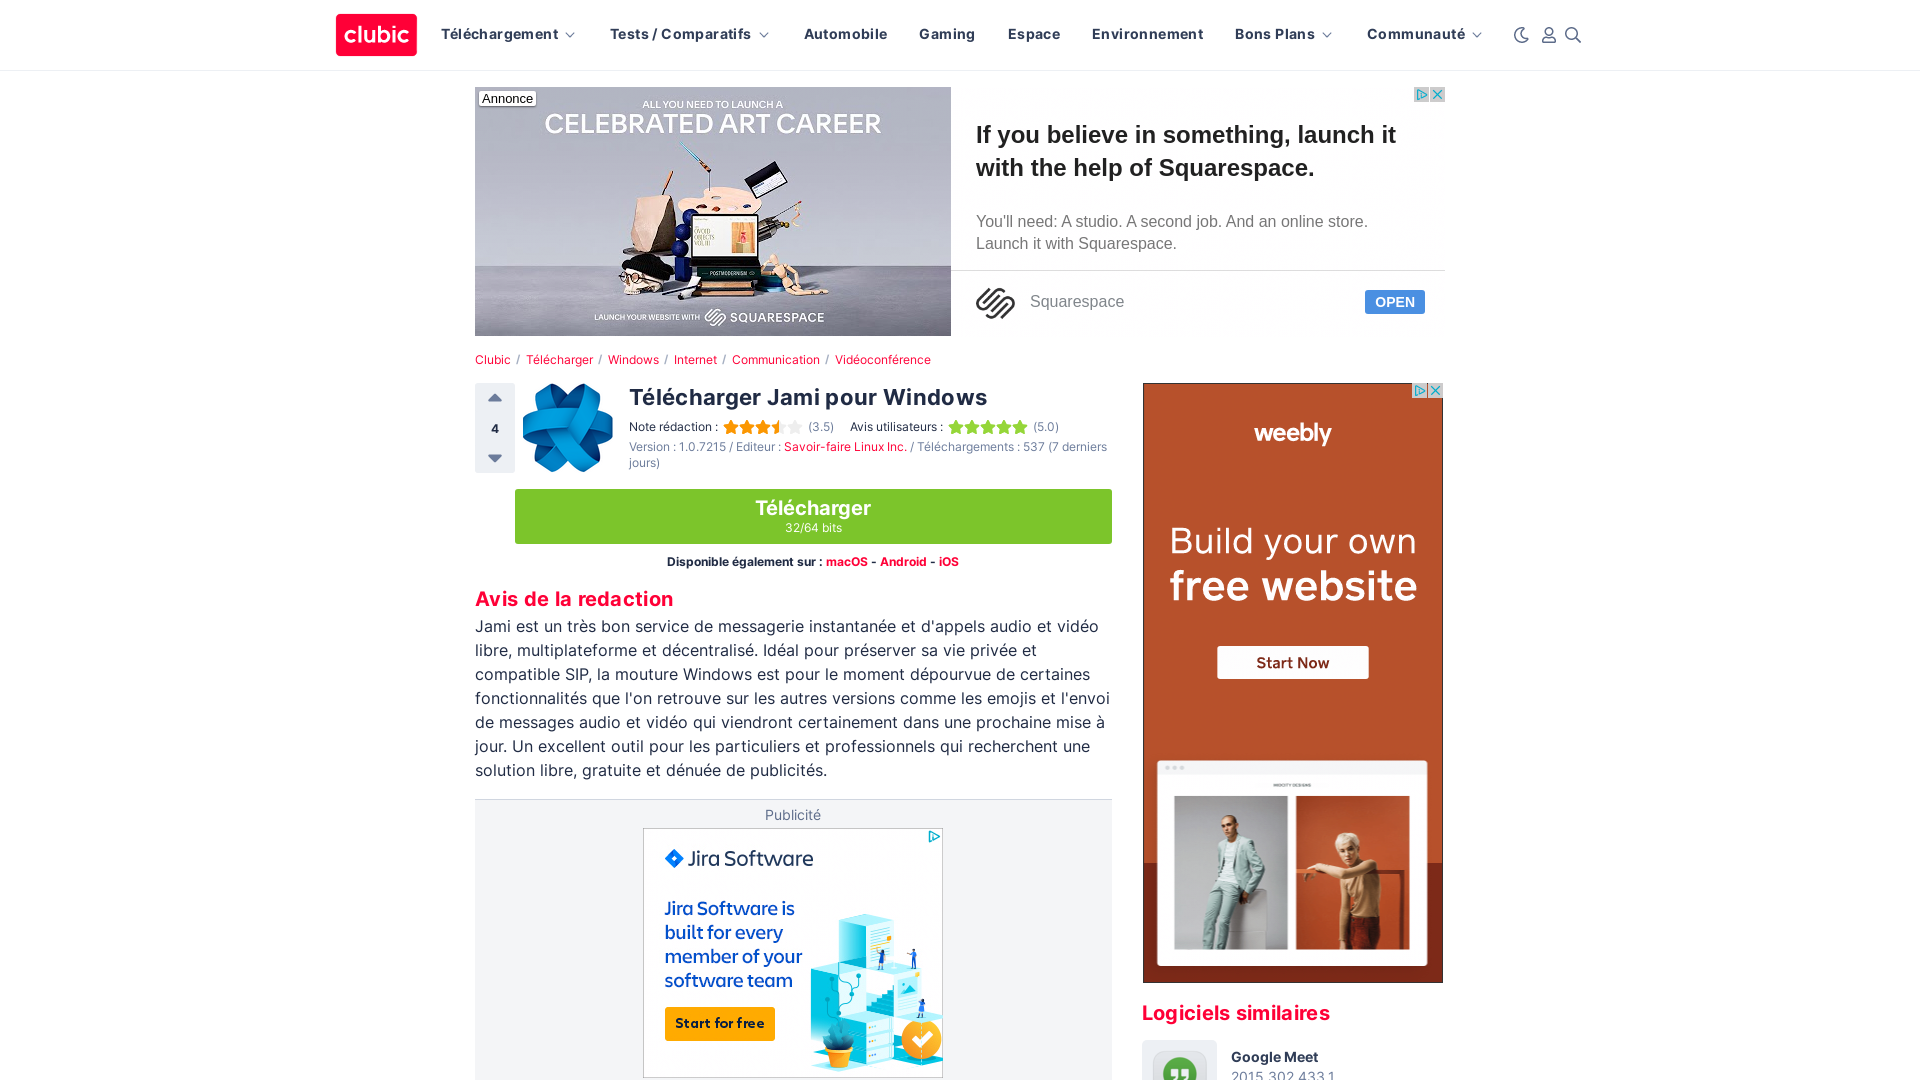 clubic
Téléchargement
Tests / Comparatifs
Automobile
Gaming
Espace
Environnement
Bons Plans
Communauté
Annonce
ALL YOU NEED TO LAUNCH A
CELEBRATED ART CAREER
POSTMODERNISM
LAUNCH YOUR WEBSITE WITH SQUARESPACE
If you believe in something, launch it
with the help of Squarespace.
You'll need: A studio. A second job. And an online store.
Launch it with Squarespace.
Squarespace
OPEN
Clubic / Télécharger / Windows / Internet / Communication / Vidéoconférence
4
Télécharger Jami pour Windows
Note rédaction : (3.5) Avis utilisateurs : (5.0)
Version : 1.0.7215 / Editeur : Savoir-faire Linux Inc. / Téléchargements : 537 (7 derniers
jours)
Télécharger
32/64 bits
Disponible également sur : macOS - Android - iOS
Avis de la redaction
Jami est un très bon service de messagerie instantanée et d'appels audio et vidéo
libre, multiplateforme et décentralisé. Idéal pour préserver sa vie privée et
compatible SIP, la mouture Windows est pour le moment dépourvue de certaines
fonctionnalités que l'on retrouve sur les autres versions comme les emojis et l'envoi
de messages audio et vidéo qui viendront certainement dans une prochaine mise à
jour. Un excellent outil pour les particuliers et professionnels qui recherchent une
solution libre, gratuite et dénuée de publicités.
Publicité
Jira Software
Jira Software is
built for every
member of your
software team
Start for free
weebly
Build your own
free website
Start Now
Logiciels similaires
Google Meet
2015.302.433.1